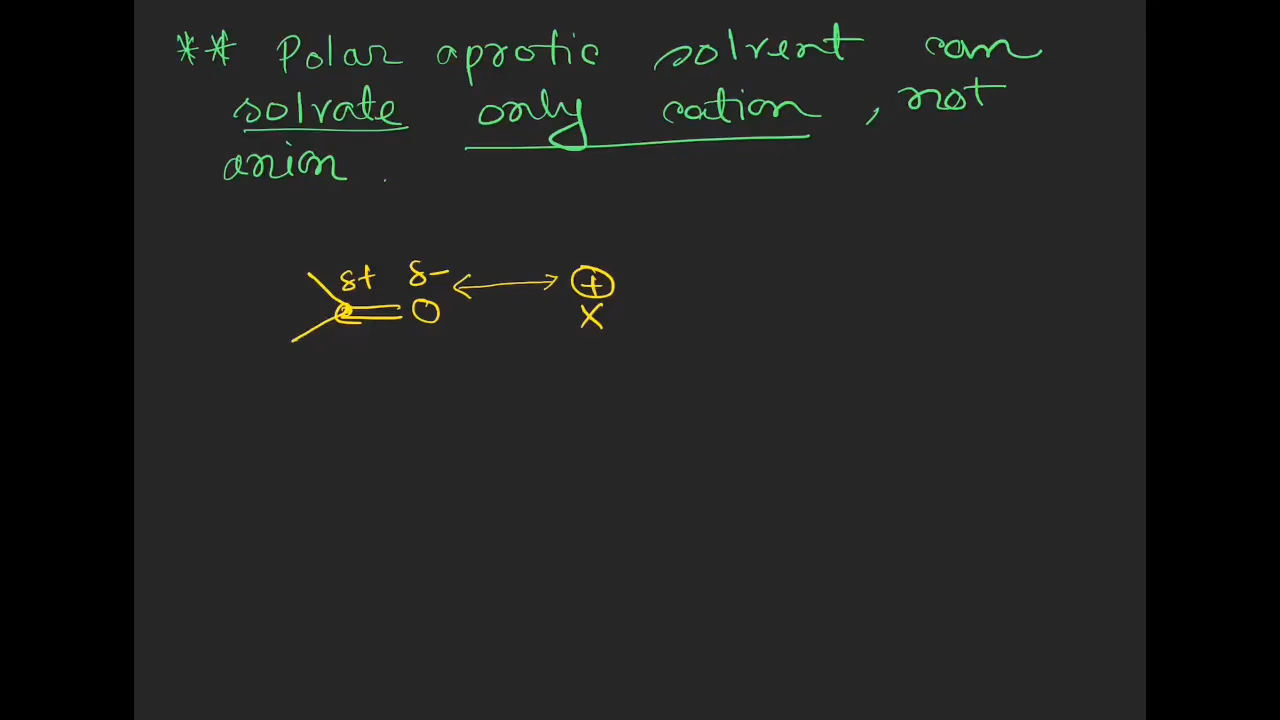 ** Polar aprotic solvent can
solvate only cation, not
anion.
δ+ δ- +
O X